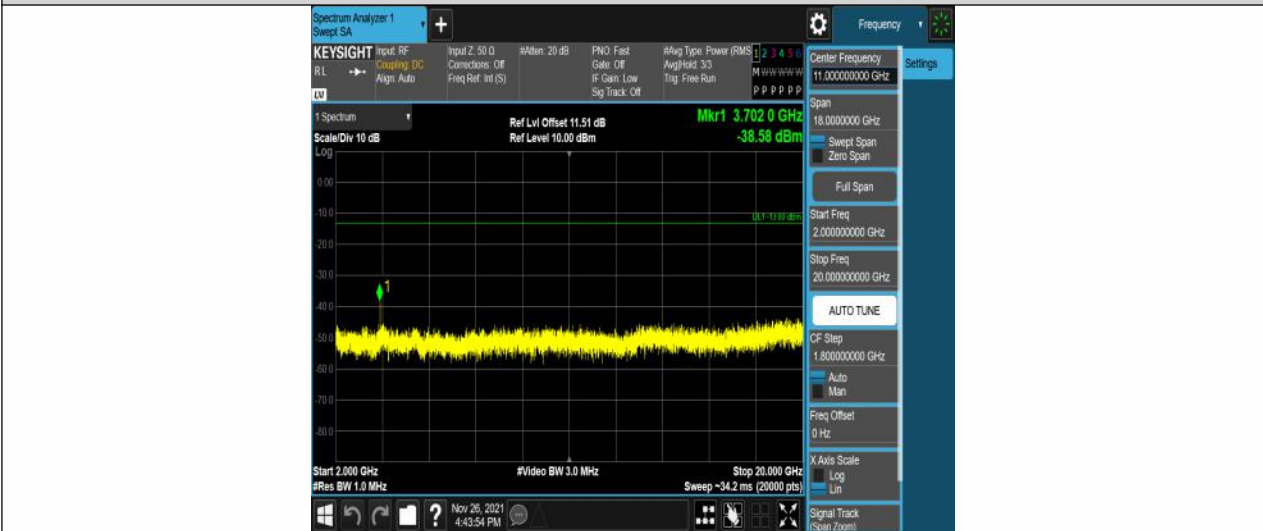 Spectrum Analyzer 1
Swept SA
Frequency
KEYSIGHT
RL
LV
Input: RF
Coupling: DC
Align: Auto
Input Z: 50 Ω
Corrections: Off
Freq Ref: Int (S)
#Atten: 20 dB
PNO: Fast
Gate: Off
IF Gain: Low
Sig Track: Off
#Avg Type: Power (RMS
Avg|Hold: 3/3
Trig: Free Run
1 2 3 4 5 6
M W W W W W
P P P P P P
Center Frequency
11.000000000 GHz
Settings
Span
18.0000000 GHz
Swept Span
Zero Span
Full Span
Start Freq
2.000000000 GHz
Stop Freq
20.000000000 GHz
AUTO TUNE
CF Step
1.800000000 GHz
Auto
Man
Freq Offset
0 Hz
X Axis Scale
Log
Lin
Signal Track
(Span Zoom)
1 Spectrum
Scale/Div 10 dB
Log
Ref Lvl Offset 11.51 dB
Ref Level 10.00 dBm
Mkr1 3.702 0 GHz
-38.58 dBm
0.00
-10.0
DL1 -13.00 dBm
-20.0
-30.0
1
-40.0
-50.0
-60.0
-70.0
-80.0
Start 2.000 GHz
#Res BW 1.0 MHz
#Video BW 3.0 MHz
Stop 20.000 GHz
Sweep ~34.2 ms (20000 pts)
?
Nov 26, 2021
4:43:54 PM